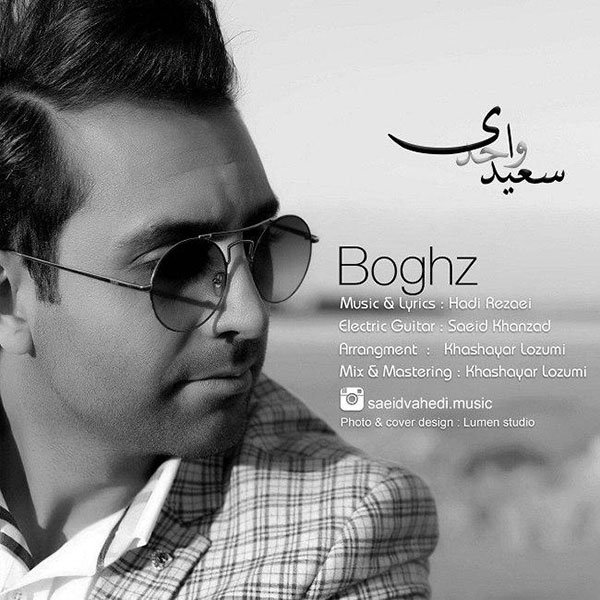 سعید واحدی
Boghz
Music & Lyrics : Hadi Rezaei
Electric Guitar : Saeid Khanzad
Arrangment : Khashayar Lozumi
Mix & Mastering : Khashayar Lozumi
saeidvahedi.music
Photo & cover design : Lumen studio